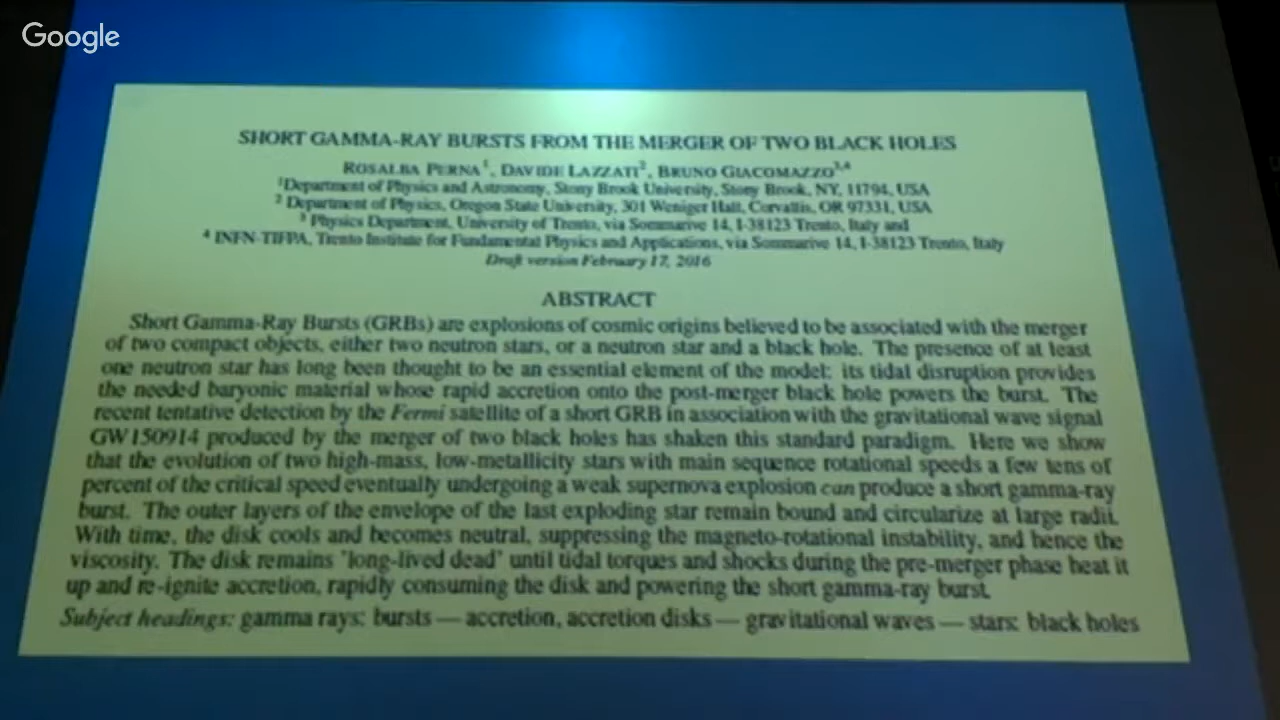 Google
SHORT GAMMA-RAY BURSTS FROM THE MERGER OF TWO BLACK HOLES
ROSALBA PERNA¹, DAVIDE LAZZATI², BRUNO GIACOMAZZO³,⁴
¹Department of Physics and Astronomy, Stony Brook University, Stony Brook, NY, 11794, USA
² Department of Physics, Oregon State University, 301 Weniger Hall, Corvallis, OR 97331, USA
³ Physics Department, University of Trento, via Sommarive 14, I-38123 Trento, Italy and
⁴ INFN-TIFPA, Trento Institute for Fundamental Physics and Applications, via Sommarive 14, I-38123 Trento, Italy
Draft version February 17, 2016
ABSTRACT
Short Gamma-Ray Bursts (GRBs) are explosions of cosmic origins believed to be associated with the merger
of two compact objects, either two neutron stars, or a neutron star and a black hole. The presence of at least
one neutron star has long been thought to be an essential element of the model: its tidal disruption provides
the needed baryonic material whose rapid accretion onto the post-merger black hole powers the burst. The
recent tentative detection by the Fermi satellite of a short GRB in association with the gravitational wave signal
GW150914 produced by the merger of two black holes has shaken this standard paradigm. Here we show
that the evolution of two high-mass, low-metallicity stars with main sequence rotational speeds a few tens of
percent of the critical speed eventually undergoing a weak supernova explosion can produce a short gamma-ray
burst. The outer layers of the envelope of the last exploding star remain bound and circularize at large radii.
With time, the disk cools and becomes neutral, suppressing the magneto-rotational instability, and hence the
viscosity. The disk remains "long-lived dead" until tidal torques and shocks during the pre-merger phase heat it
up and re-ignite accretion, rapidly consuming the disk and powering the short gamma-ray burst.
Subject headings: gamma rays: bursts — accretion, accretion disks — gravitational waves — stars: black holes